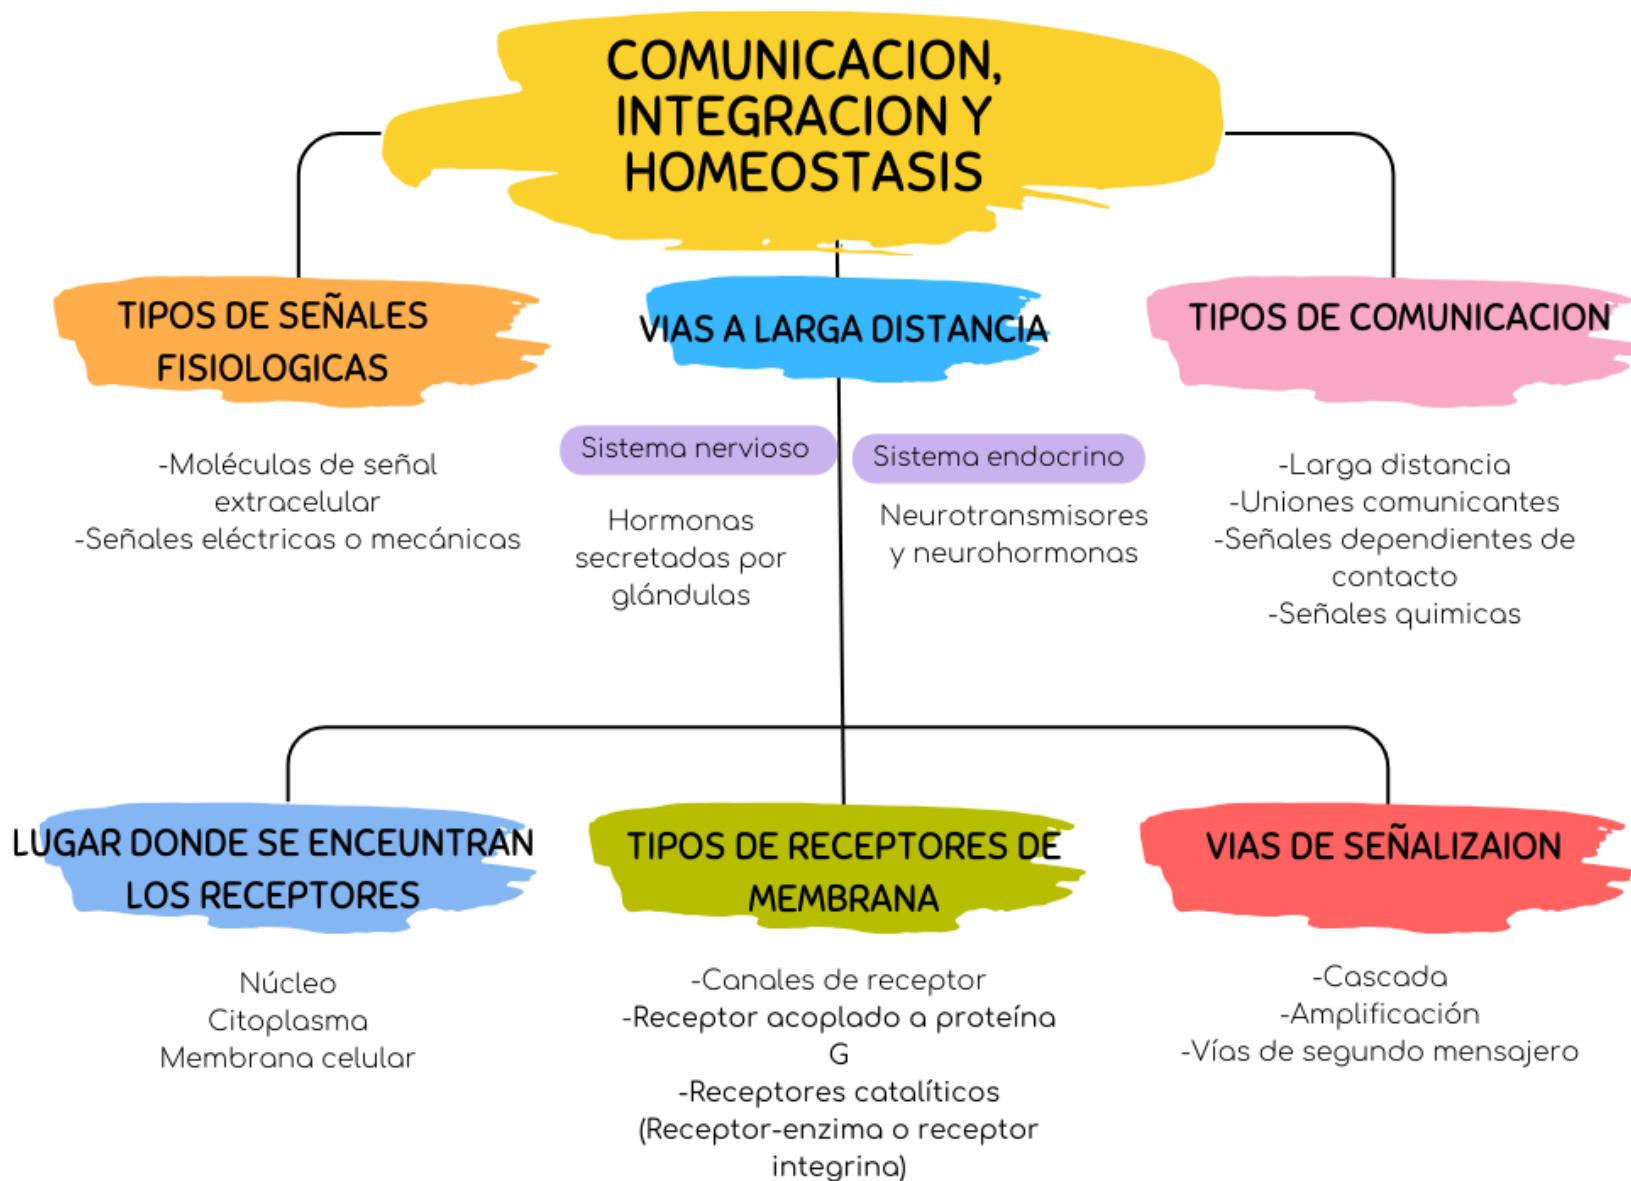 COMUNICACION,
INTEGRACION Y
HOMEOSTASIS
TIPOS DE SEÑALES
FISIOLOGICAS
-Moléculas de señal
extracelular
-Señales eléctricas o mecánicas
VIAS A LARGA DISTANCIA
Sistema nervioso
Hormonas
secretadas por
glándulas
Sistema endocrino
Neurotransmisores
y neurohormonas
TIPOS DE COMUNICACION
-Larga distancia
-Uniones comunicantes
-Señales dependientes de
contacto
-Señales quimicas
LUGAR DONDE SE ENCEUNTRAN
LOS RECEPTORES
Núcleo
Citoplasma
Membrana celular
TIPOS DE RECEPTORES DE
MEMBRANA
-Canales de receptor
-Receptor acoplado a proteína
G
-Receptores catalíticos
(Receptor-enzima o receptor
integrina)
VIAS DE SEÑALIZAION
-Cascada
-Amplificación
-Vías de segundo mensajero